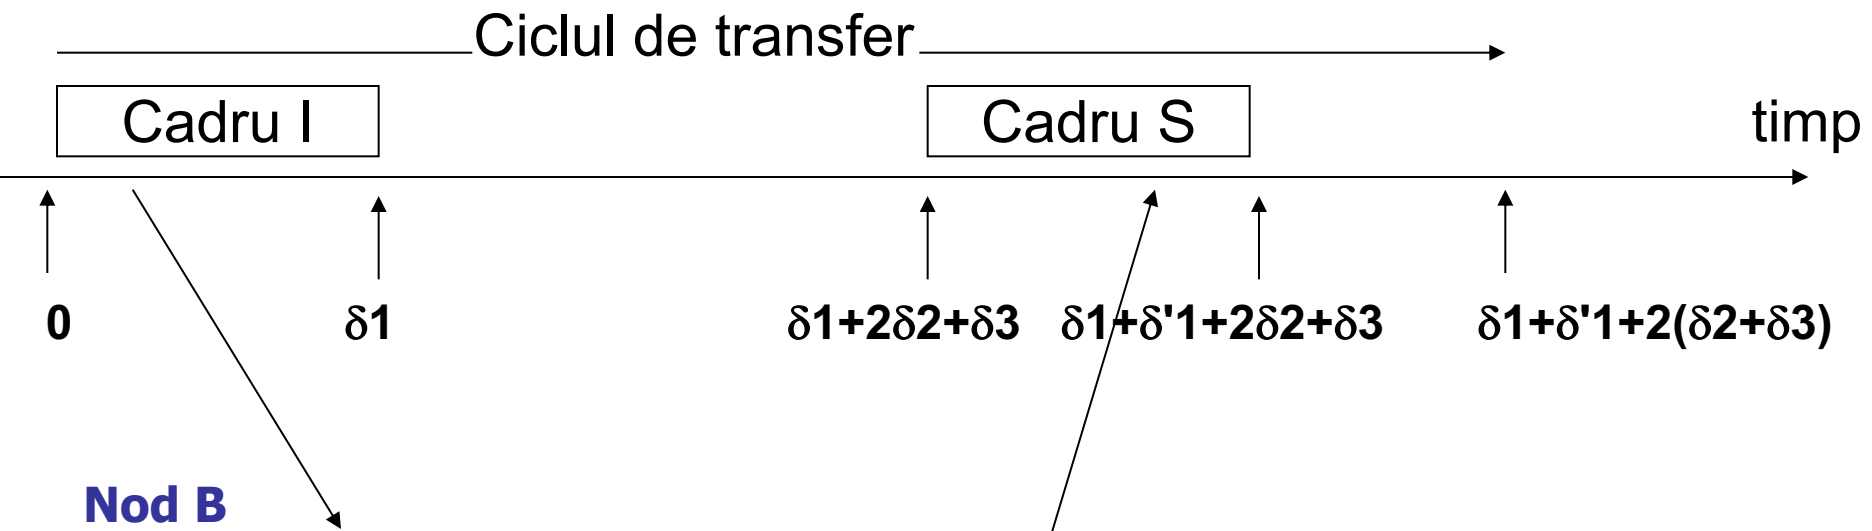 Ciclul de transfer
Cadru I
Cadru S
timp
0
δ1
δ1+2δ2+δ3
δ1+δ'1+2δ2+δ3
δ1+δ'1+2(δ2+δ3)
Nod B